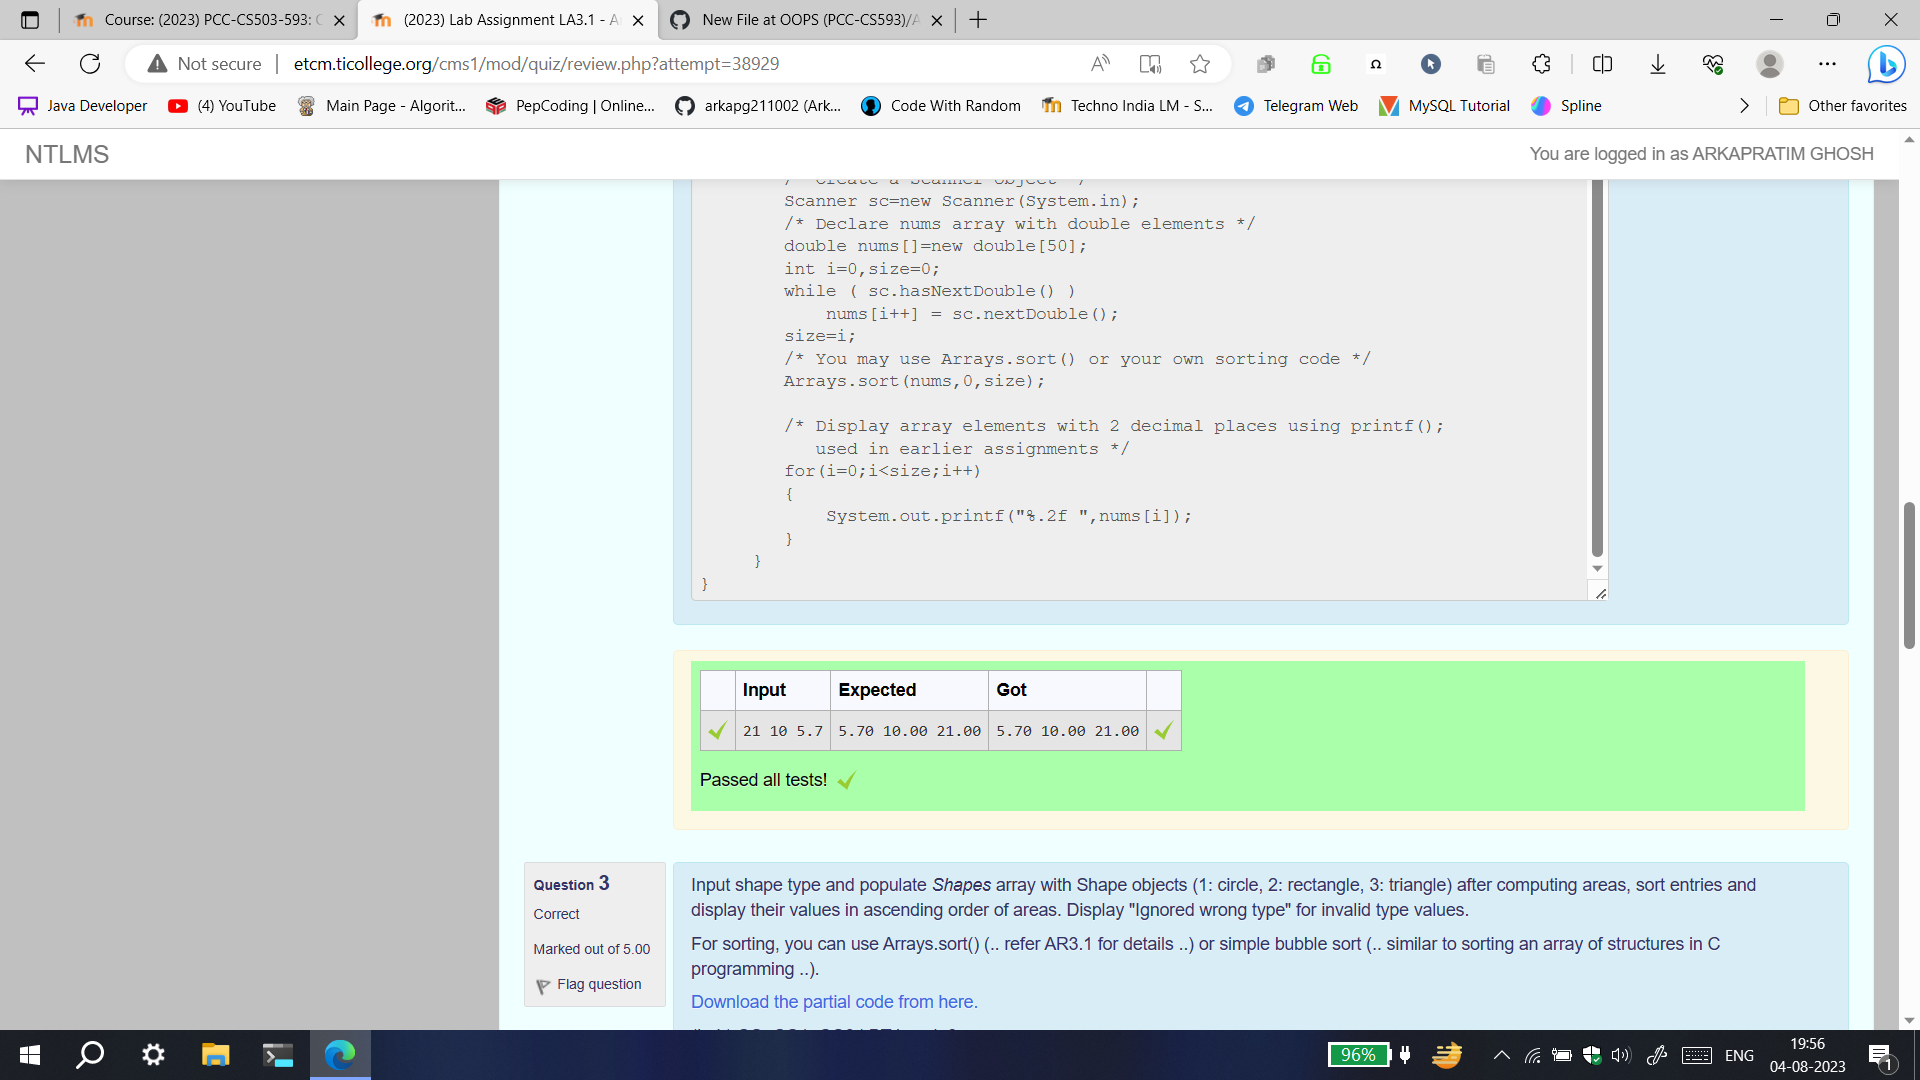 Course: (2023) PCC-CS503-593: C
(2023) Lab Assignment LA3.1 - A
New File at OOPS (PCC-CS593)/A
Not secure
etcm.ticollege.org/cms1/mod/quiz/review.php?attempt=38929
Java Developer
(4) YouTube
Main Page - Algorit...
PepCoding | Online...
arkapg211002 (Ark...
Code With Random
Techno India LM - S...
Telegram Web
MySQL Tutorial
Spline
Other favorites
NTLMS
You are logged in as ARKAPRATIM GHOSH
/* Create a Scanner object */
Scanner sc=new Scanner(System.in);
/* Declare nums array with double elements */
double nums[]=new double[50];
int i=0,size=0;
while ( sc.hasNextDouble() )
nums[i++] = sc.nextDouble();
size=i;
/* You may use Arrays.sort() or your own sorting code */
Arrays.sort(nums,0,size);
/* Display array elements with 2 decimal places using printf();
used in earlier assignments */
for(i=0;i<size;i++)
{
System.out.printf("%.2f ",nums[i]);
}
}
}
Input Expected Got
21 10 5.7 5.70 10.00 21.00 5.70 10.00 21.00
Passed all tests!
Question 3
Correct
Marked out of 5.00
Flag question
Input shape type and populate Shapes array with Shape objects (1: circle, 2: rectangle, 3: triangle) after computing areas, sort entries and
display their values in ascending order of areas. Display "Ignored wrong type" for invalid type values.
For sorting, you can use Arrays.sort() (.. refer AR3.1 for details ..) or simple bubble sort (.. similar to sorting an array of structures in C
programming ..).
Download the partial code from here.
96%
ENG
19:56
04-08-2023
1